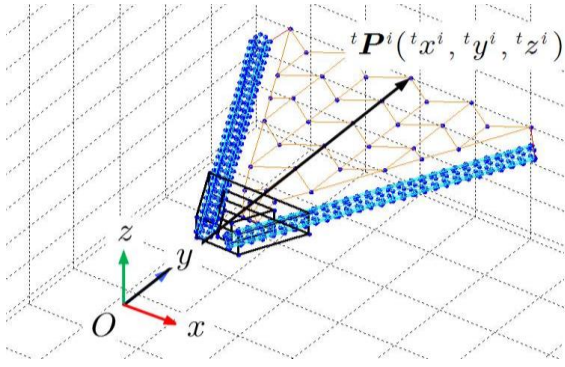 ᵗ𝑷ⁱ(ᵗxⁱ, ᵗyⁱ, ᵗzⁱ)
z
y
O
x